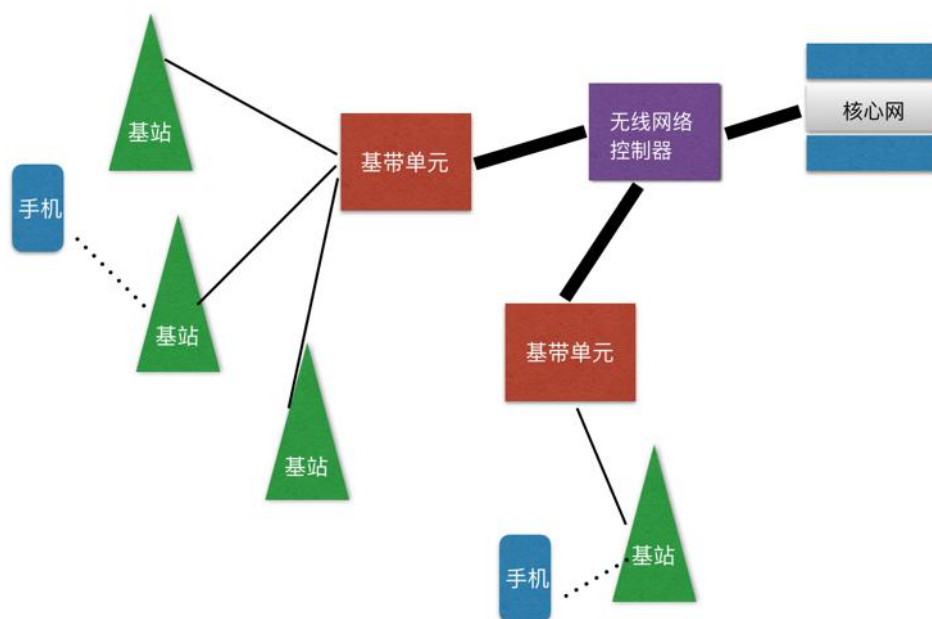 基站
手机
基站
基站
基带单元
无线网络
控制器
核心网
基带单元
基站
手机